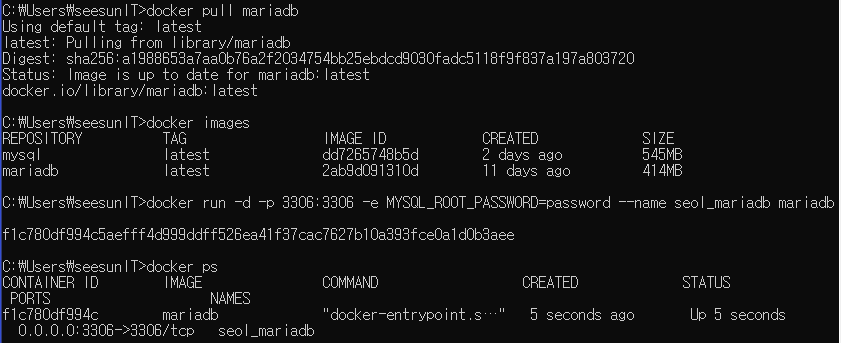 C:₩Users₩seesunIT>docker pull mariadb
Using default tag: latest
latest: Pulling from library/mariadb
Digest: sha256:a1988653a7aa0b76a2f2034754bb25ebdcd9030fadc5118f9f837a197a803720
Status: Image is up to date for mariadb:latest
docker.io/library/mariadb:latest
C:₩Users₩seesunIT>docker images
REPOSITORY TAG IMAGE ID CREATED SIZE
mysql latest dd7265748b5d 2 days ago 545MB
mariadb latest 2ab9d091310d 11 days ago 414MB
C:₩Users₩seesunIT>docker run -d -p 3306:3306 -e MYSQL_ROOT_PASSWORD=password --name seol_mariadb mariadb
f1c780df994c5aefff4d999ddff526ea41f37cac7627b10a393fce0a1d0b3aee
C:₩Users₩seesunIT>docker ps
CONTAINER ID IMAGE COMMAND CREATED STATUS
PORTS NAMES
f1c780df994c mariadb "docker-entrypoint.s…" 5 seconds ago Up 5 seconds
0.0.0.0:3306->3306/tcp seol_mariadb